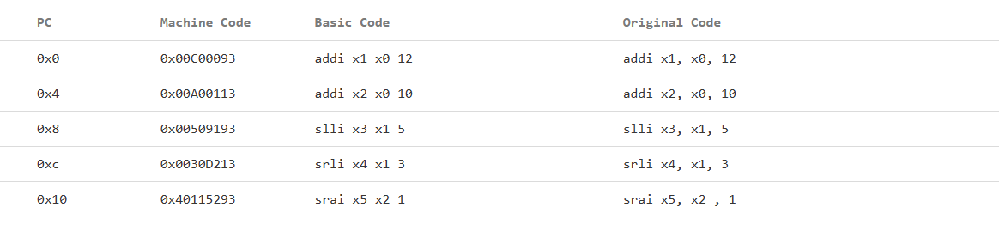 PC Machine Code Basic Code Original Code
0x0 0x00C00093 addi x1 x0 12 addi x1, x0, 12
0x4 0x00A00113 addi x2 x0 10 addi x2, x0, 10
0x8 0x00509193 slli x3 x1 5 slli x3, x1, 5
0xc 0x0030D213 srli x4 x1 3 srli x4, x1, 3
0x10 0x40115293 srai x5 x2 1 srai x5, x2 , 1